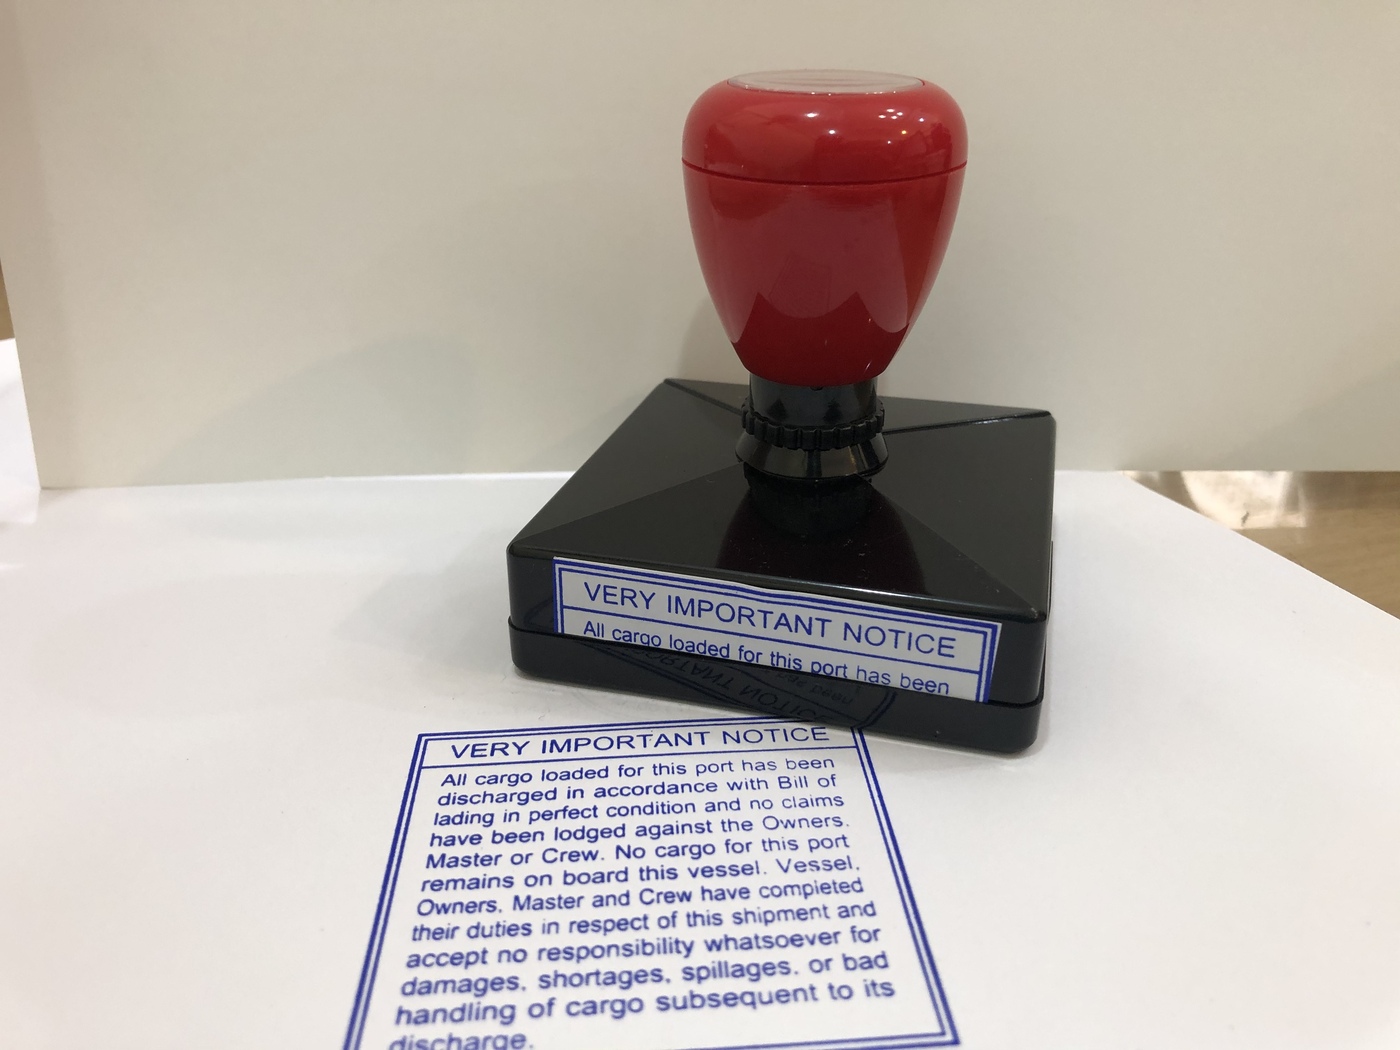 VERY IMPORTANT NOTICE
All cargo loaded for this port has been
VERY IMPORTANT NOTICE
All cargo loaded for this port has been
discharged in accordance with Bill of
lading in perfect condition and no claims
have been lodged against the Owners.
Master or Crew. No cargo for this port
remains on board this vessel. Vessel,
Owners, Master and Crew have completed
their duties in respect of this shipment and
accept no responsibility whatsoever for
damages, shortages, spillages, or bad
handling of cargo subsequent to its
discharge.